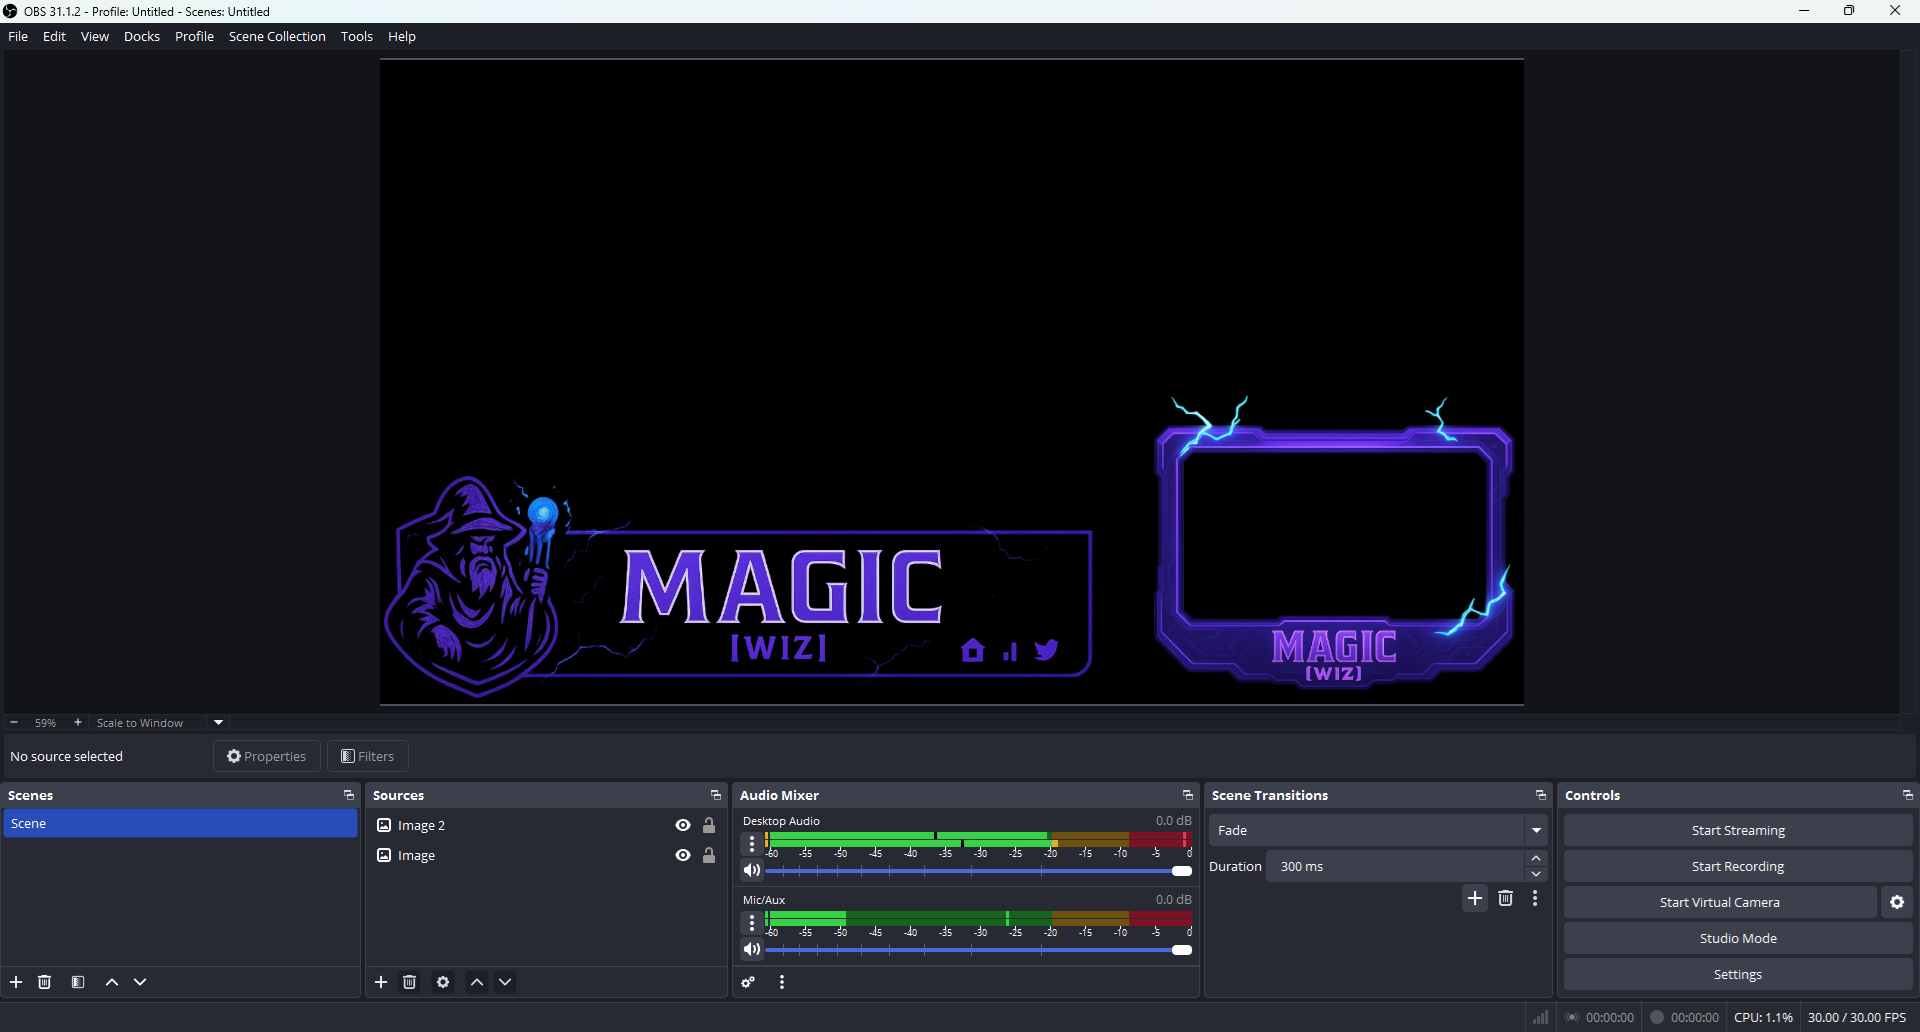 OBS 31.1.2 - Profile: Untitled - Scenes: Untitled
File Edit View Docks Profile Scene Collection Tools Help
MAGIC
[WIZ]
MAGIC
[WIZ]
59% Scale to Window
No source selected Properties Filters
Scenes
Scene
Sources
Image 2
Image
Audio Mixer
Desktop Audio 0.0 dB
-60 -55 -50 -45 -40 -35 -30 -25 -20 -15 -10 -5 0
Mic/Aux 0.0 dB
-60 -55 -50 -45 -40 -35 -30 -25 -20 -15 -10 -5 0
Scene Transitions
Fade
Duration 300 ms
Controls
Start Streaming
Start Recording
Start Virtual Camera
Studio Mode
Settings
00:00:00 00:00:00 CPU: 1.1% 30.00 / 30.00 FPS